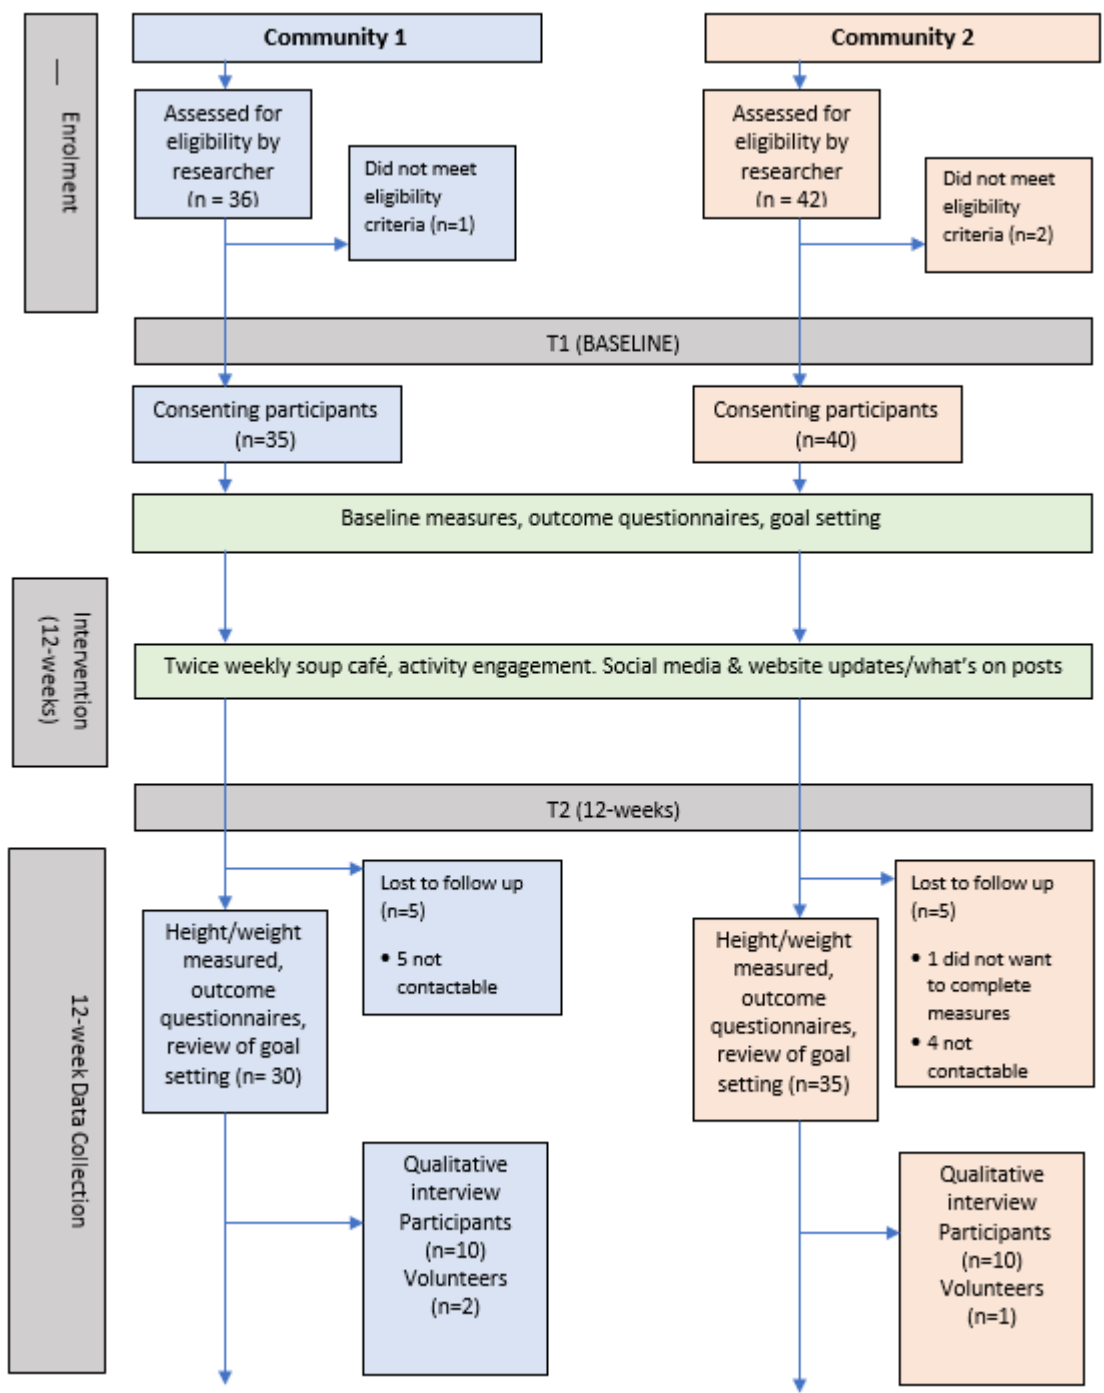 Community 1
Community 2
Enrolment
Assessed for
eligibility by
researcher
(n = 36)
Did not meet
eligibility
criteria (n=1)
Assessed for
eligibility by
researcher
(n = 42)
Did not meet
eligibility
criteria (n=2)
T1 (BASELINE)
Consenting participants
(n=35)
Consenting participants
(n=40)
Baseline measures, outcome questionnaires, goal setting
Intervention
(12-weeks)
Twice weekly soup café, activity engagement. Social media & website updates/what's on posts
T2 (12-weeks)
12-week Data Collection
Lost to follow up
(n=5)
• 5 not
contactable
Height/weight
measured,
outcome
questionnaires,
review of goal
setting (n= 30)
Lost to follow up
(n=5)
• 1 did not want
to complete
measures
• 4 not
contactable
Height/weight
measured,
outcome
questionnaires,
review of goal
setting (n=35)
Qualitative
interview
Participants
(n=10)
Volunteers
(n=2)
Qualitative
interview
Participants
(n=10)
Volunteers
(n=1)